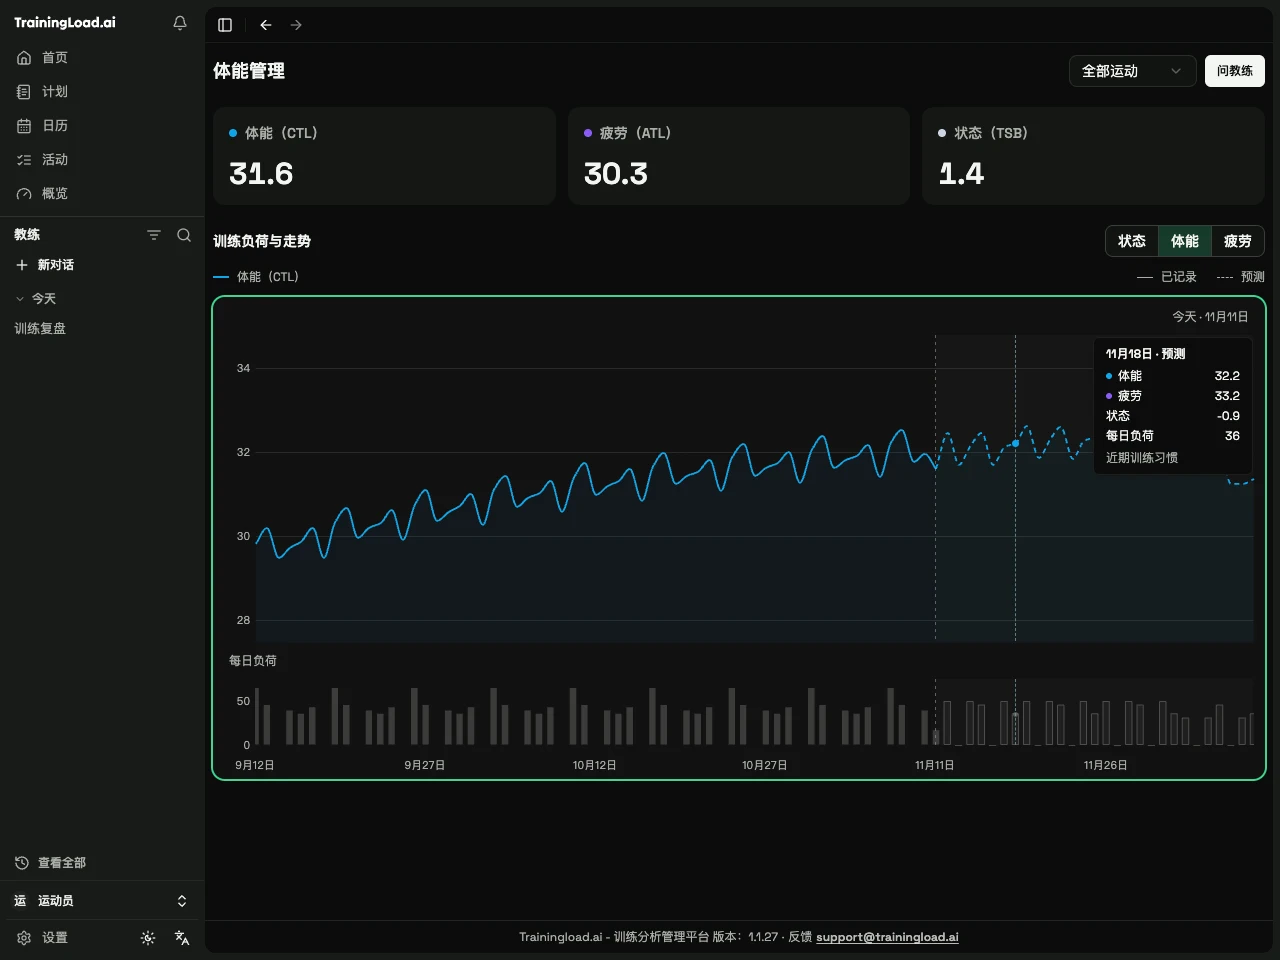 TrainingLoad.ai
首页
计划
日历
活动
概览
教练
新对话
今天
训练复盘
查看全部
运 运动员
设置
体能管理
全部运动
问教练
体能（CTL）
31.6
疲劳（ATL）
30.3
状态（TSB）
1.4
训练负荷与走势
状态 体能 疲劳
体能（CTL）
已记录 预测
今天 · 11月11日
11月18日 · 预测
体能 32.2
疲劳 33.2
状态 -0.9
每日负荷 36
近期训练习惯
34
32
30
28
每日负荷
50
0
9月12日 9月27日 10月12日 10月27日 11月11日 11月26日
Trainingload.ai - 训练分析管理平台 版本：1.1.27 · 反馈 support@trainingload.ai